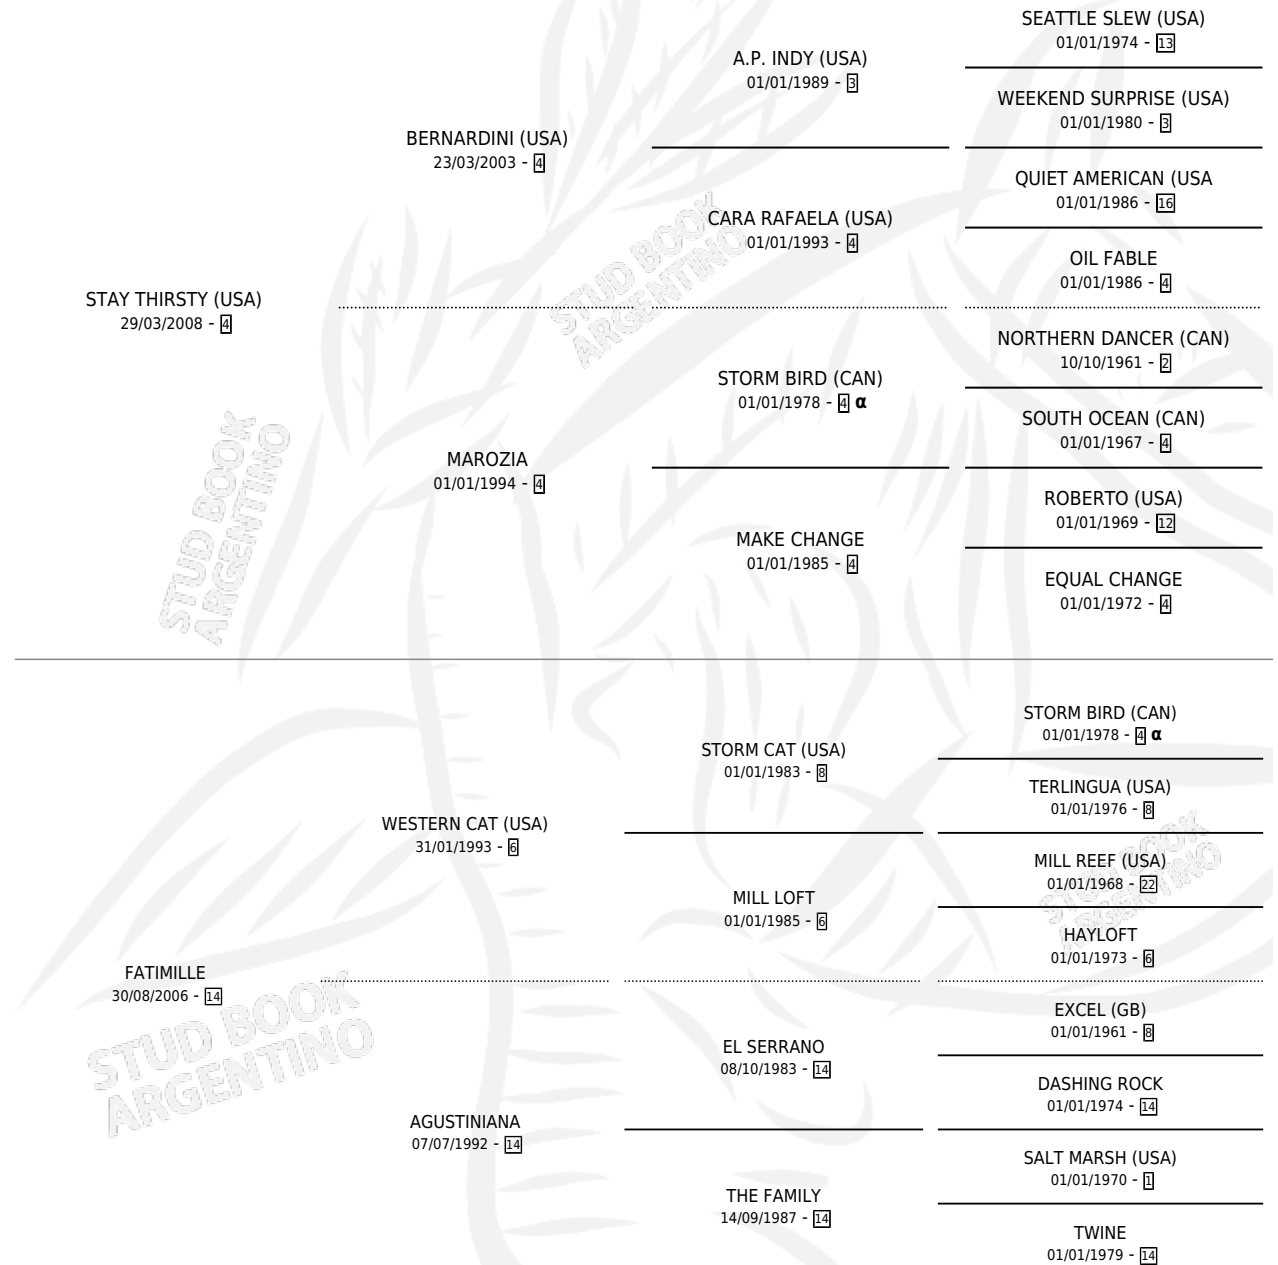 SEATTLE SLEW (USA)
01/01/1974 - 13
A.P. INDY (USA)
01/01/1989 - 3
WEEKEND SURPRISE (USA)
01/01/1980 - 3
BERNARDINI (USA)
23/03/2003 - 4
QUIET AMERICAN (USA
01/01/1986 - 16
CARA RAFAELA (USA)
01/01/1993 - 4
OIL FABLE
01/01/1986 - 4
STAY THIRSTY (USA)
29/03/2008 - 4
NORTHERN DANCER (CAN)
10/10/1961 - 2
STORM BIRD (CAN)
01/01/1978 - 4 α
SOUTH OCEAN (CAN)
01/01/1967 - 4
MAROZIA
01/01/1994 - 4
ROBERTO (USA)
01/01/1969 - 12
MAKE CHANGE
01/01/1985 - 4
EQUAL CHANGE
01/01/1972 - 4
STORM BIRD (CAN)
01/01/1978 - 4 α
STORM CAT (USA)
01/01/1983 - 8
TERLINGUA (USA)
01/01/1976 - 8
WESTERN CAT (USA)
31/01/1993 - 6
MILL REEF (USA)
01/01/1968 - 22
MILL LOFT
01/01/1985 - 6
HAYLOFT
01/01/1973 - 6
FATIMILLE
30/08/2006 - 14
EXCEL (GB)
01/01/1961 - 8
EL SERRANO
08/10/1983 - 14
DASHING ROCK
01/01/1974 - 14
AGUSTINIANA
07/07/1992 - 14
SALT MARSH (USA)
01/01/1970 - 1
THE FAMILY
14/09/1987 - 14
TWINE
01/01/1979 - 14
STUD BOOK
ARGENTINO
STUD BOOK
ARGENTINO
STUD BOOK
ARGENTINO
STUD BOOK
ARGENTINO